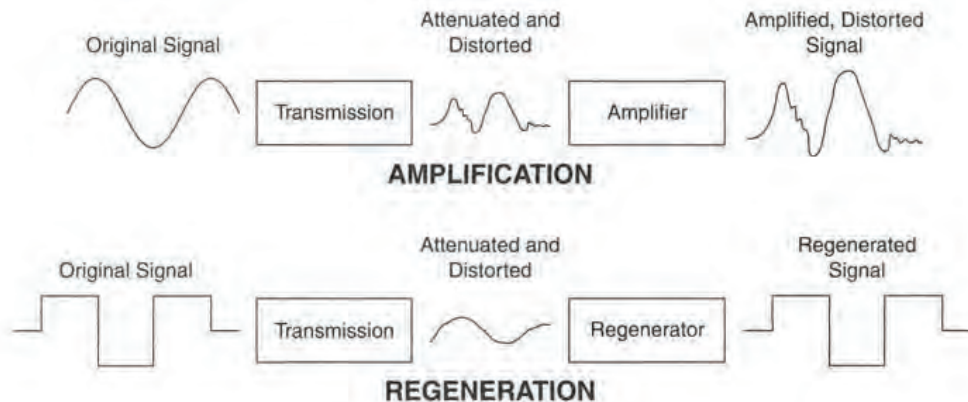 Original Signal
Transmission
Attenuated and
Distorted
Amplifier
Amplified, Distorted
Signal
AMPLIFICATION
Original Signal
Transmission
Attenuated and
Distorted
Regenerator
Regenerated
Signal
REGENERATION